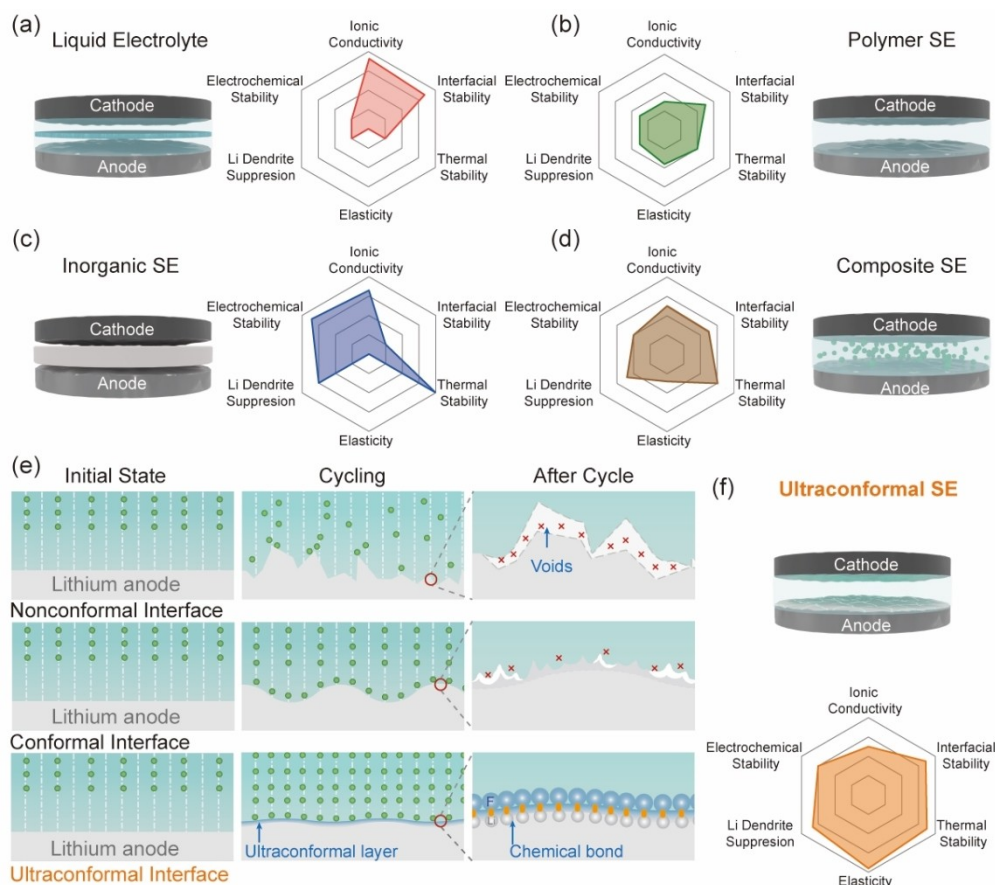 (a)
Liquid Electrolyte
Cathode
Anode
Ionic
Conductivity
Electrochemical
Stability
Interfacial
Stability
Li Dendrite
Suppresion
Thermal
Stability
Elasticity
(b)
Polymer SE
Ionic
Conductivity
Electrochemical
Stability
Interfacial
Stability
Li Dendrite
Suppresion
Thermal
Stability
Elasticity
Cathode
Anode
(c)
Inorganic SE
Cathode
Anode
Ionic
Conductivity
Electrochemical
Stability
Interfacial
Stability
Li Dendrite
Suppresion
Thermal
Stability
Elasticity
(d)
Composite SE
Ionic
Conductivity
Electrochemical
Stability
Interfacial
Stability
Li Dendrite
Suppresion
Thermal
Stability
Elasticity
Cathode
Anode
(e)
Initial State
Cycling
After Cycle
Lithium anode
Voids
Nonconformal Interface
Lithium anode
Conformal Interface
Lithium anode
Ultraconformal layer
F
Li
Chemical bond
Ultraconformal Interface
(f)
Ultraconformal SE
Cathode
Anode
Ionic
Conductivity
Electrochemical
Stability
Interfacial
Stability
Li Dendrite
Suppresion
Thermal
Stability
Elasticity